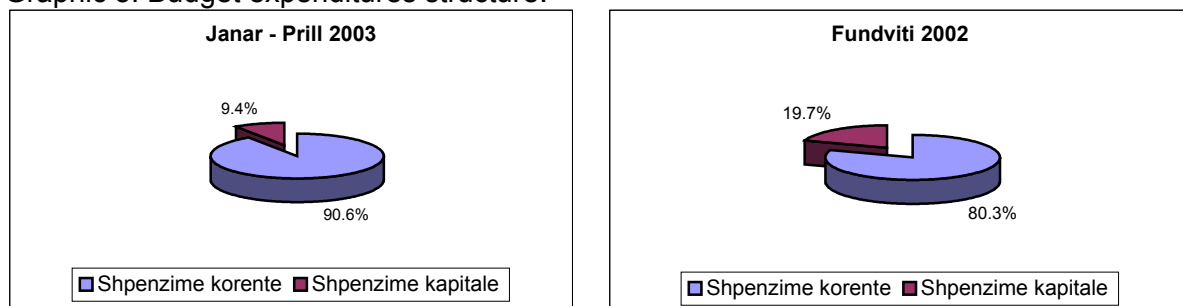 Graphic 3: Budget expenditures structure.
Janar - Prill 2003
9.4%
90.6%
Shpenzime korente Shpenzime kapitale
Fundviti 2002
19.7%
80.3%
Shpenzime korente Shpenzime kapitale